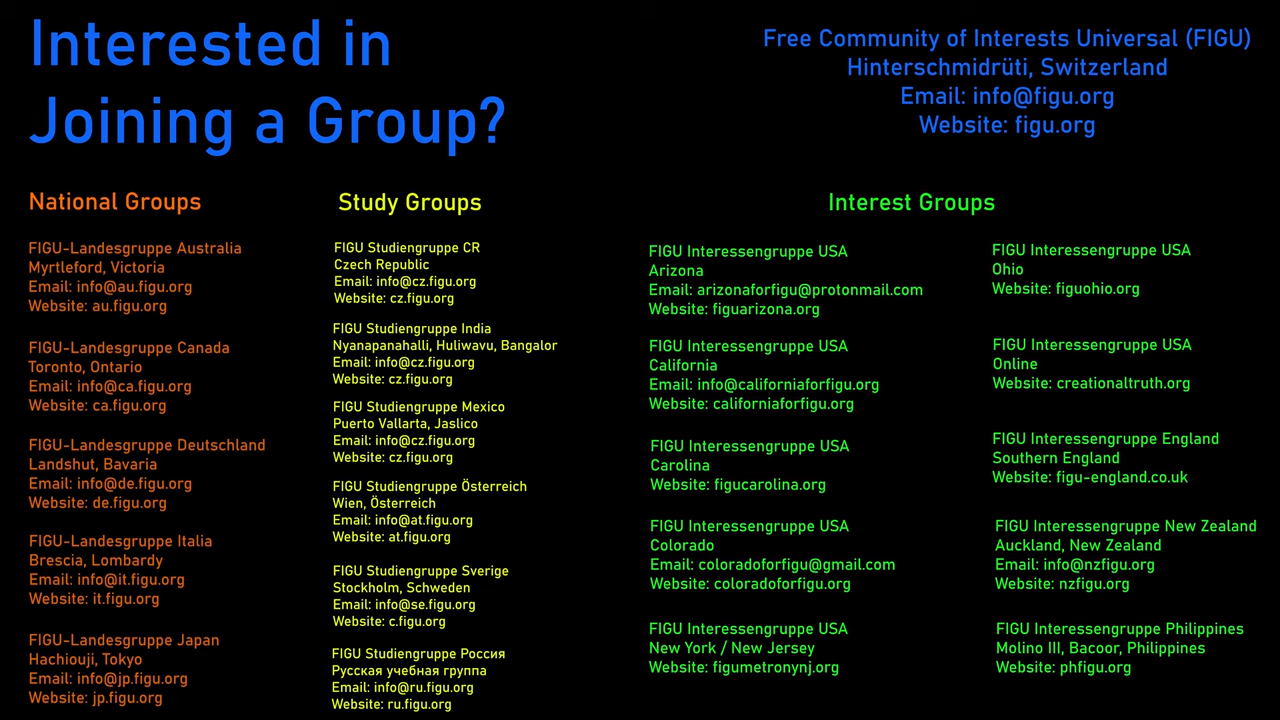 Interested in
Joining a Group?
Free Community of Interests Universal (FIGU)
Hinterschmidrüti, Switzerland
Email: info@figu.org
Website: figu.org
National Groups
FIGU-Landesgruppe Australia
Myrtleford, Victoria
Email: info@au.figu.org
Website: au.figu.org
FIGU-Landesgruppe Canada
Toronto, Ontario
Email: info@ca.figu.org
Website: ca.figu.org
FIGU-Landesgruppe Deutschland
Landshut, Bavaria
Email: info@de.figu.org
Website: de.figu.org
FIGU-Landesgruppe Italia
Brescia, Lombardy
Email: info@it.figu.org
Website: it.figu.org
FIGU-Landesgruppe Japan
Hachiouji, Tokyo
Email: info@jp.figu.org
Website: jp.figu.org
Study Groups
FIGU Studiengruppe CR
Czech Republic
Email: info@cz.figu.org
Website: cz.figu.org
FIGU Studiengruppe India
Nyanapanahalli, Huliwavu, Bangalor
Email: info@cz.figu.org
Website: cz.figu.org
FIGU Studiengruppe Mexico
Puerto Vallarta, Jaslico
Email: info@cz.figu.org
Website: cz.figu.org
FIGU Studiengruppe Österreich
Wien, Österreich
Email: info@at.figu.org
Website: at.figu.org
FIGU Studiengruppe Sverige
Stockholm, Schweden
Email: info@se.figu.org
Website: c.figu.org
FIGU Studiengruppe Россия
Русская учебная группа
Email: info@ru.figu.org
Website: ru.figu.org
Interest Groups
FIGU Interessengruppe USA
Arizona
Email: arizonaforfigu@protonmail.com
Website: figuarizona.org
FIGU Interessengruppe USA
California
Email: info@californiaforfigu.org
Website: californiaforfigu.org
FIGU Interessengruppe USA
Carolina
Website: figucarolina.org
FIGU Interessengruppe USA
Colorado
Email: coloradoforfigu@gmail.com
Website: coloradoforfigu.org
FIGU Interessengruppe USA
New York / New Jersey
Website: figumetronynj.org
FIGU Interessengruppe USA
Ohio
Website: figuohio.org
FIGU Interessengruppe USA
Online
Website: creationaltruth.org
FIGU Interessengruppe England
Southern England
Website: figu-england.co.uk
FIGU Interessengruppe New Zealand
Auckland, New Zealand
Email: info@nzfigu.org
Website: nzfigu.org
FIGU Interessengruppe Philippines
Molino III, Bacoor, Philippines
Website: phfigu.org